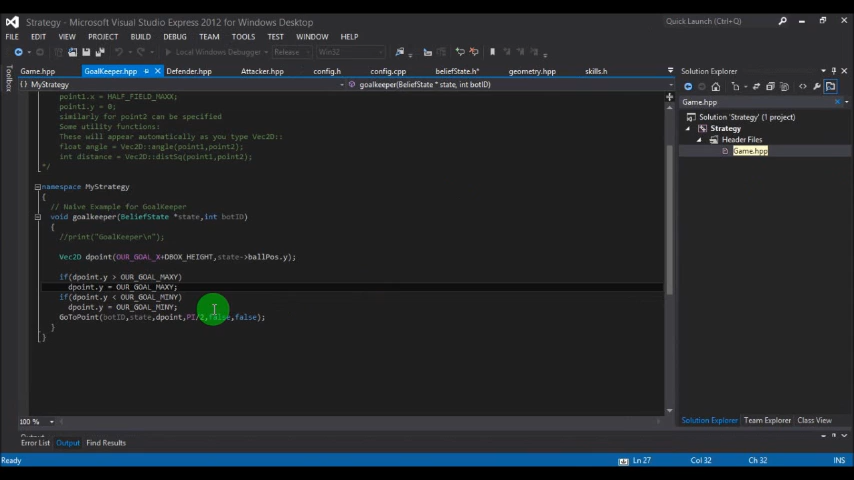 Strategy - Microsoft Visual Studio Express 2012 for Windows Desktop
Quick Launch (Ctrl+Q)
FILE EDIT VIEW PROJECT BUILD DEBUG TEAM TOOLS TEST WINDOW HELP
Local Windows Debugger Release Win32
Game.hpp GoalKeeper.hpp Defender.hpp Attacker.hpp config.h config.cpp beliefState.h* geometry.hpp skills.h
Solution Explorer
MyStrategy goalkeeper(BeliefState * state, int botID)
Toolbox
point1.x = HALF_FIELD_MAXX;
point1.y = 0;
similarly for point2 can be specified
Some utility functions:
These will appear automatically as you type Vec2D::
float angle = Vec2D::angle(point1,point2);
int distance = Vec2D::distSq(point1,point2);
*/
namespace MyStrategy
{
// Naive Example for GoalKeeper
void goalkeeper(BeliefState *state,int botID)
{
//print("GoalKeeper\n");
Vec2D dpoint(OUR_GOAL_X+DBOX_HEIGHT,state->ballPos.y);
if(dpoint.y > OUR_GOAL_MAXY)
dpoint.y = OUR_GOAL_MAXY;
if(dpoint.y < OUR_GOAL_MINY)
dpoint.y = OUR_GOAL_MINY;
GoToPoint(botID,state,dpoint,PI/2,false,false);
}
}
Game.hpp
Solution 'Strategy' (1 project)
Strategy
Header Files
Game.hpp
100 %
Solution Explorer Team Explorer Class View
Output
Error List Output Find Results
Ready Ln 27 Col 32 Ch 32 INS